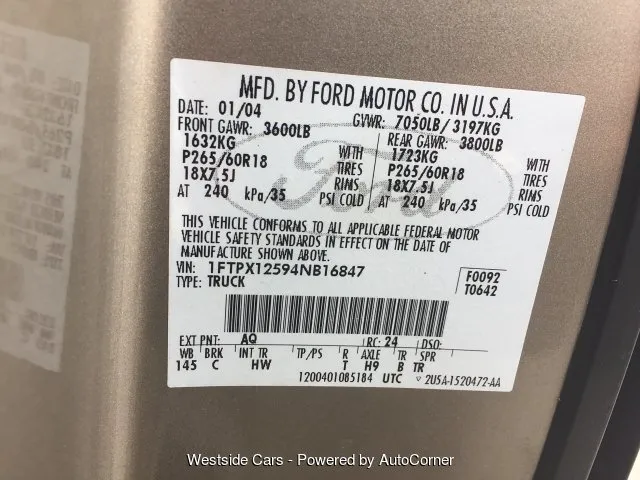 MFD. BY FORD MOTOR CO. IN U.S.A.
DATE: 01/04 GVWR: 7050LB/ 3197KG
FRONT GAWR: 3600LB REAR GAWR: 3800LB
1632KG WITH 1723KG WITH
P265/60R18 TIRES P265/60R18 TIRES
18X7.5J RIMS 18X7.5J RIMS
AT 240 kPa/35 PSI COLD AT 240 kPa/35 PSI COLD
Ford
THIS VEHICLE CONFORMS TO ALL APPLICABLE FEDERAL MOTOR
VEHICLE SAFETY STANDARDS IN EFFECT ON THE DATE OF
MANUFACTURE SHOWN ABOVE.
VIN: 1FTPX12594NB16847 F0092
TYPE: TRUCK T0642
EXT PNT: AQ RC: 24 DSO:
WB BRK INT TR TP/PS R AXLE TR SPR
145 C HW T H9 B TR
1200401085184 UTC 2USA-1520472-AA
Westside Cars - Powered by AutoCorner